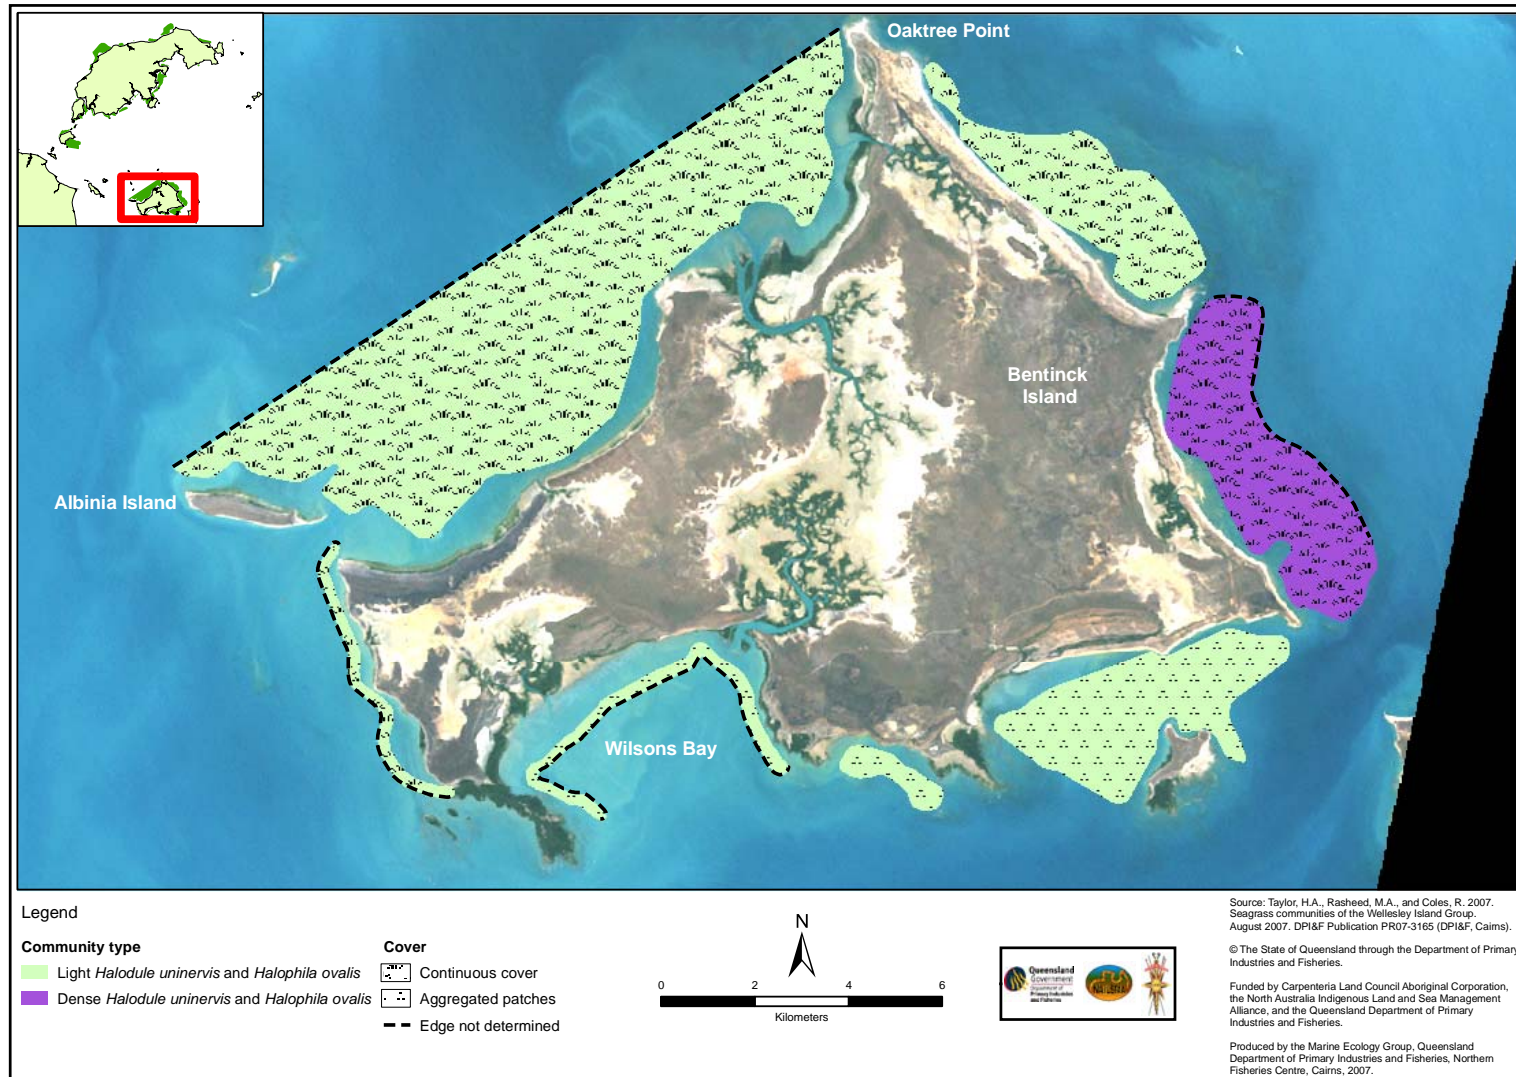 Oaktree Point
Bentinck
Island
Albinia Island
Wilsons Bay
Legend
Community type
Light Halodule uninervis and Halophila ovalis
Dense Halodule uninervis and Halophila ovalis
Cover
Continuous cover
Aggregated patches
Edge not determined
N
0 2 4 6
Kilometers
Queensland
Government
Department of
Primary Industries
and Fisheries
Source: Taylor, H.A., Rasheed, M.A., and Coles, R. 2007.
Seagrass communities of the Wellesley Island Group.
August 2007. DPI&F Publication PR07-3165 (DPI&F, Cairns).
© The State of Queensland through the Department of Primary
Industries and Fisheries.
Funded by Carpenteria Land Council Aboriginal Corporation,
the North Australia Indigenous Land and Sea Management
Alliance, and the Queensland Department of Primary
Industries and Fisheries.
Produced by the Marine Ecology Group, Queensland
Department of Primary Industries and Fisheries, Northern
Fisheries Centre, Cairns, 2007.